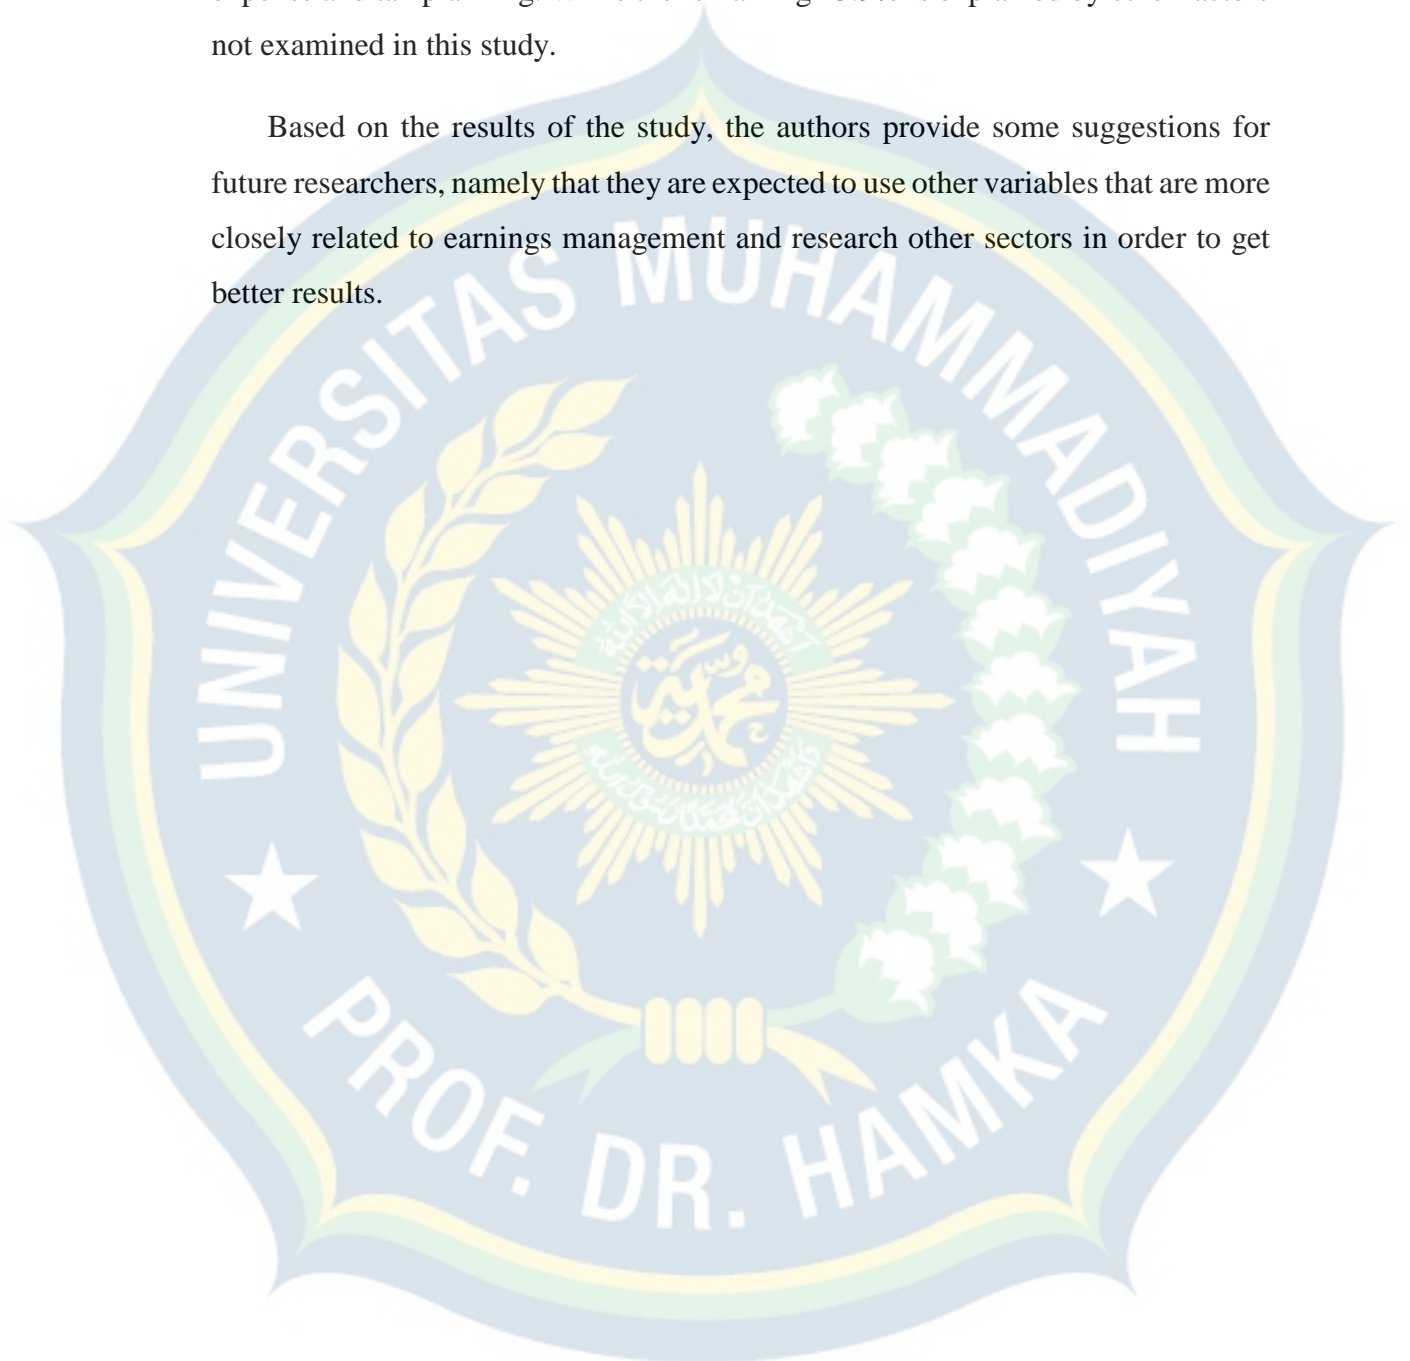 not examined in this study.
Based on the results of the study, the authors provide some suggestions for
future researchers, namely that they are expected to use other variables that are more
closely related to earnings management and research other sectors in order to get
better results.
UNIVERSITAS MUHAMMADIYAH
محمدية
PROF. DR. HAMKA